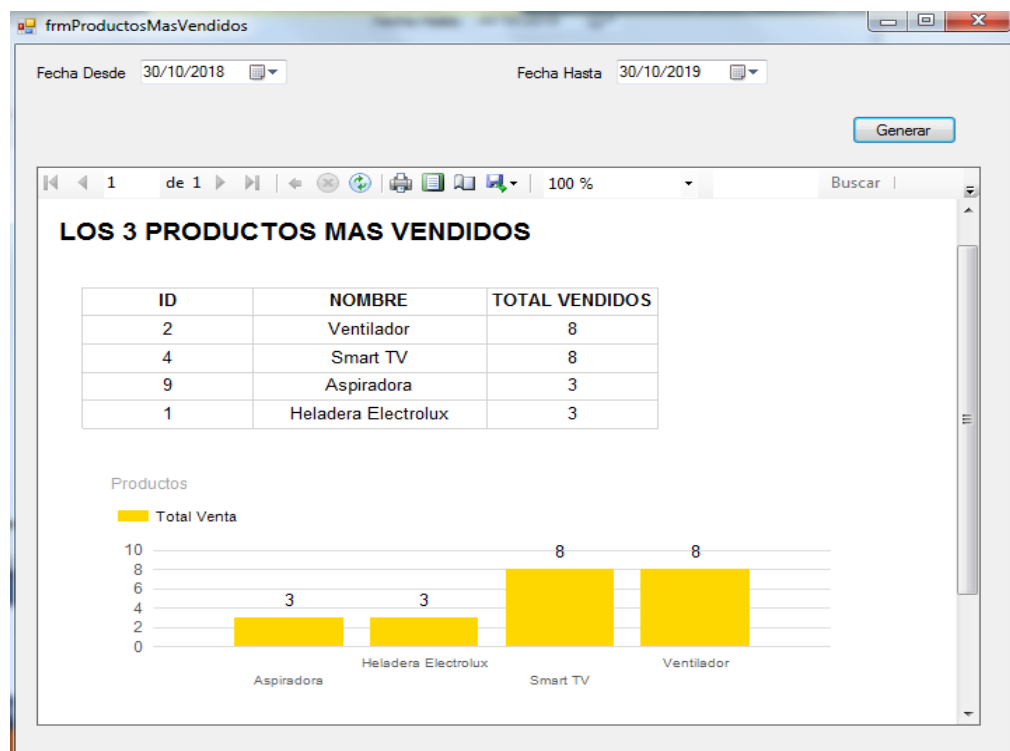 frmProductosMasVendidos
Fecha Desde 30/10/2018 Fecha Hasta 30/10/2019
Generar
1 de 1 100 % Buscar
LOS 3 PRODUCTOS MAS VENDIDOS
ID NOMBRE TOTAL VENDIDOS
2 Ventilador 8
4 Smart TV 8
9 Aspiradora 3
1 Heladera Electrolux 3
Productos
Total Venta
10
8
6
4
2
0
3 3 8 8
Heladera Electrolux Ventilador
Aspiradora Smart TV